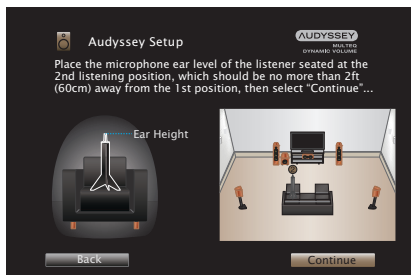 Audyssey Setup
AUDYSSEY
MULTEQ
DYNAMIC VOLUME
Place the microphone ear level of the listener seated at the
2nd listening position, which should be no more than 2ft
(60cm) away from the 1st position, then select “Continue”...
Ear Height
Back
Continue